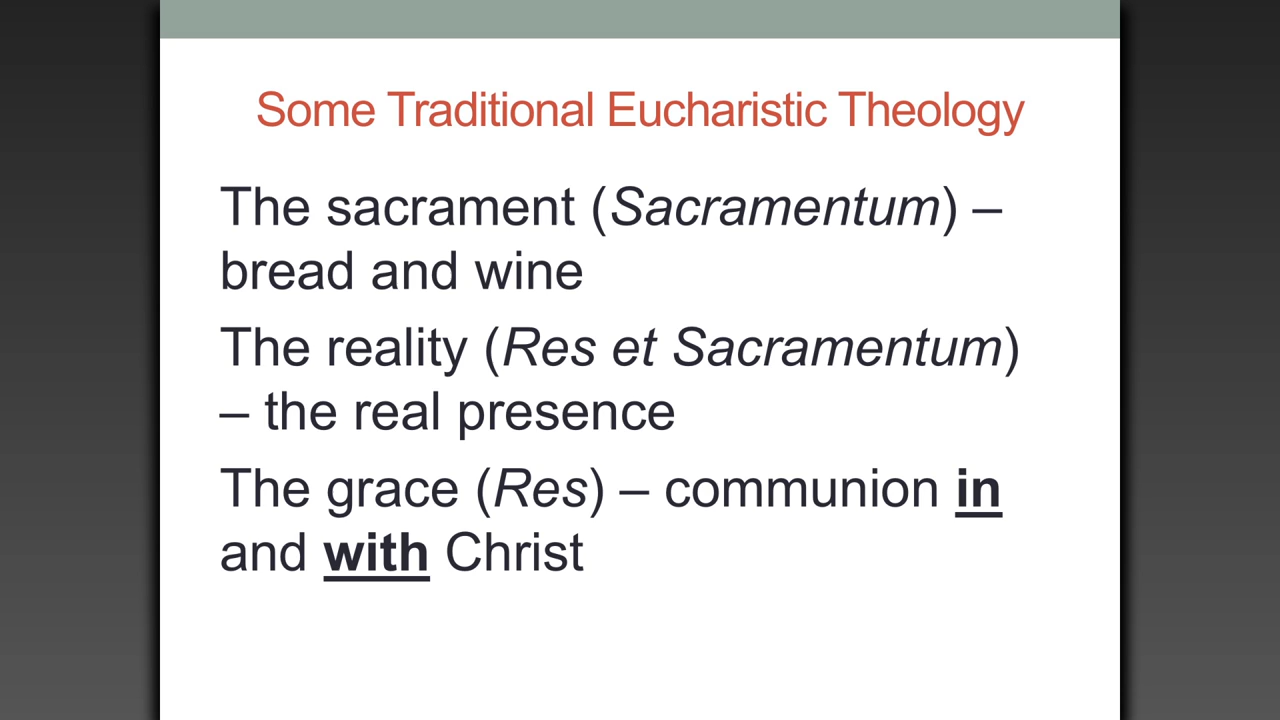 Some Traditional Eucharistic Theology
The sacrament (Sacramentum) –
bread and wine
The reality (Res et Sacramentum)
– the real presence
The grace (Res) – communion in
and with Christ